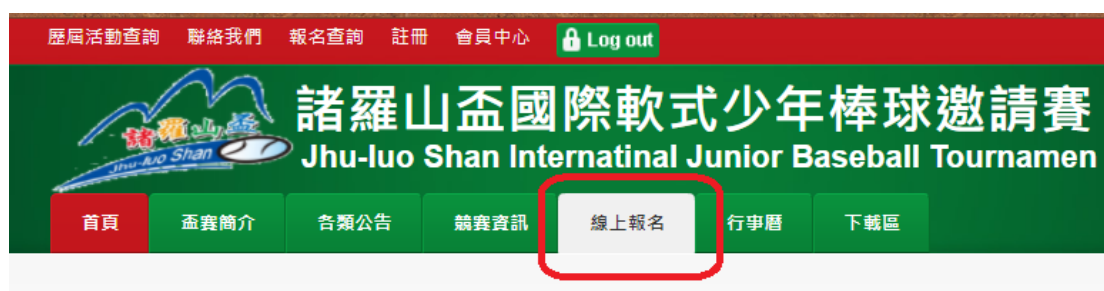 歷屆活動查詢 聯絡我們 報名查詢 註冊 會員中心 Log out
諸羅山盃
Jhu-luo Shan
諸羅山盃國際軟式少年棒球邀請賽
Jhu-luo Shan Internatinal Junior Baseball Tournamen
首頁 盃賽簡介 各類公告 競賽資訊 線上報名 行事曆 下載區